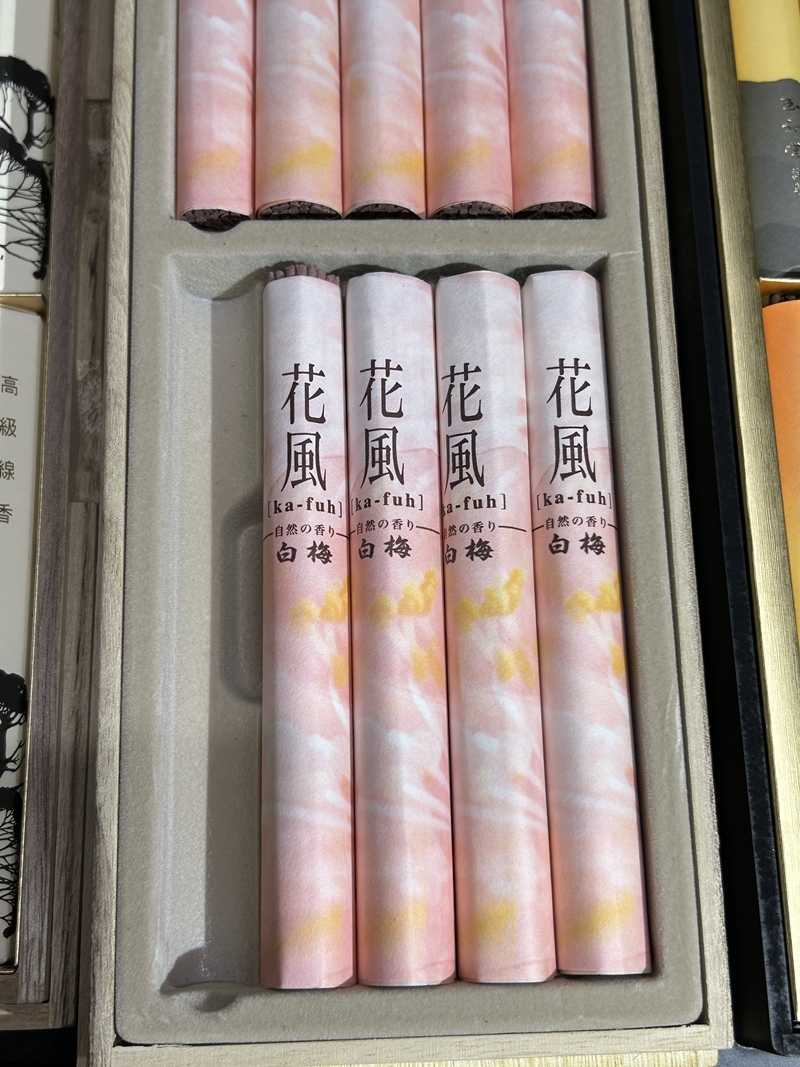 花風
[ka-fuh]
自然の香り
白梅
花風
[ka-fuh]
自然の香り
白梅
花風
ka-fuh]
自然の香り
白梅
花風
[ka-fuh]
自然の香り
白梅
高級線香